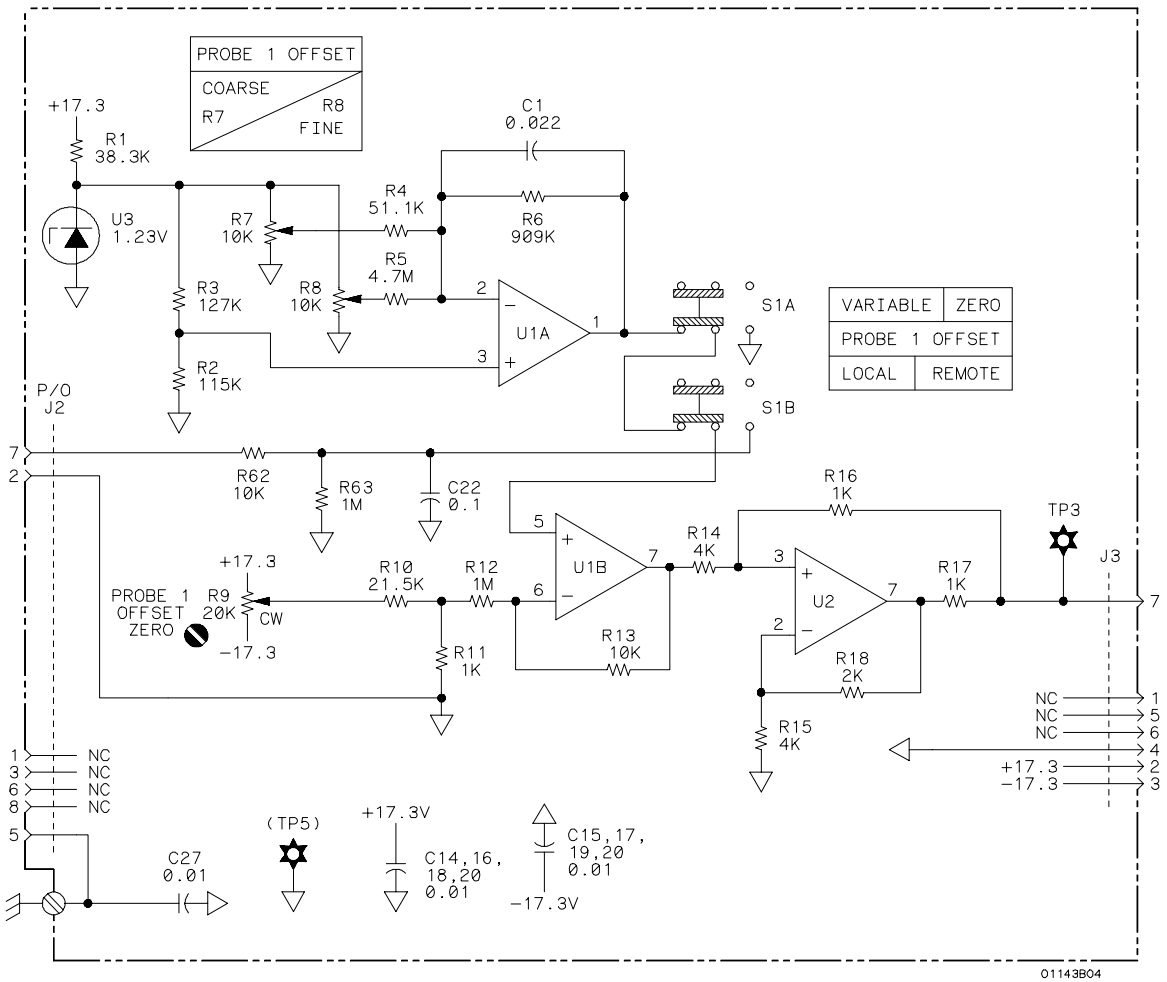 PROBE 1 OFFSET
COARSE
R7
R8
FINE
+17.3
R1
38.3K
U3
1.23V
R3
127K
R2
115K
R7
10K
R8
10K
R4
51.1K
R5
4.7M
C1
0.022
R6
909K
2
−
3
+
U1A
1
S1A
S1B
VARIABLE
ZERO
PROBE 1 OFFSET
LOCAL
REMOTE
P/O
J2
7
2
R62
10K
R63
1M
C22
0.1
+17.3
PROBE 1
OFFSET
ZERO
R9
20K
CW
−17.3
R10
21.5K
R12
1M
R11
1K
5
+
6
−
U1B
7
R13
10K
R14
4K
R16
1K
3
+
2
−
U2
7
R17
1K
R18
2K
R15
4K
TP3
J3
7
NC
1
NC
5
NC
6
4
+17.3
2
−17.3
3
1
NC
3
NC
6
NC
8
NC
5
C27
0.01
(TP5)
+17.3V
C14,16,
18,20
0.01
C15,17,
19,20
0.01
−17.3V
01143B04